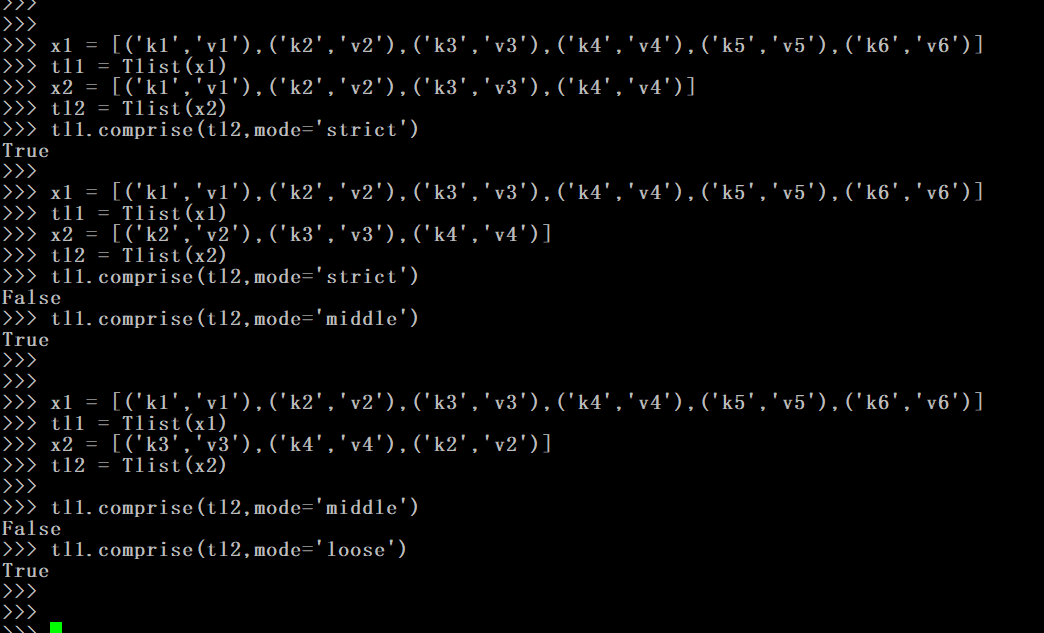 >>>
>>>
>>> x1 = [('k1','v1'),('k2','v2'),('k3','v3'),('k4','v4'),('k5','v5'),('k6','v6')]
>>> tl1 = Tlist(x1)
>>> x2 = [('k1','v1'),('k2','v2'),('k3','v3'),('k4','v4')]
>>> tl2 = Tlist(x2)
>>> tl1.comprise(tl2,mode='strict')
True
>>>
>>> x1 = [('k1','v1'),('k2','v2'),('k3','v3'),('k4','v4'),('k5','v5'),('k6','v6')]
>>> tl1 = Tlist(x1)
>>> x2 = [('k2','v2'),('k3','v3'),('k4','v4')]
>>> tl2 = Tlist(x2)
>>> tl1.comprise(tl2,mode='strict')
False
>>> tl1.comprise(tl2,mode='middle')
True
>>>
>>>
>>> x1 = [('k1','v1'),('k2','v2'),('k3','v3'),('k4','v4'),('k5','v5'),('k6','v6')]
>>> tl1 = Tlist(x1)
>>> x2 = [('k3','v3'),('k4','v4'),('k2','v2')]
>>> tl2 = Tlist(x2)
>>>
>>> tl1.comprise(tl2,mode='middle')
False
>>> tl1.comprise(tl2,mode='loose')
True
>>>
>>>
>>>